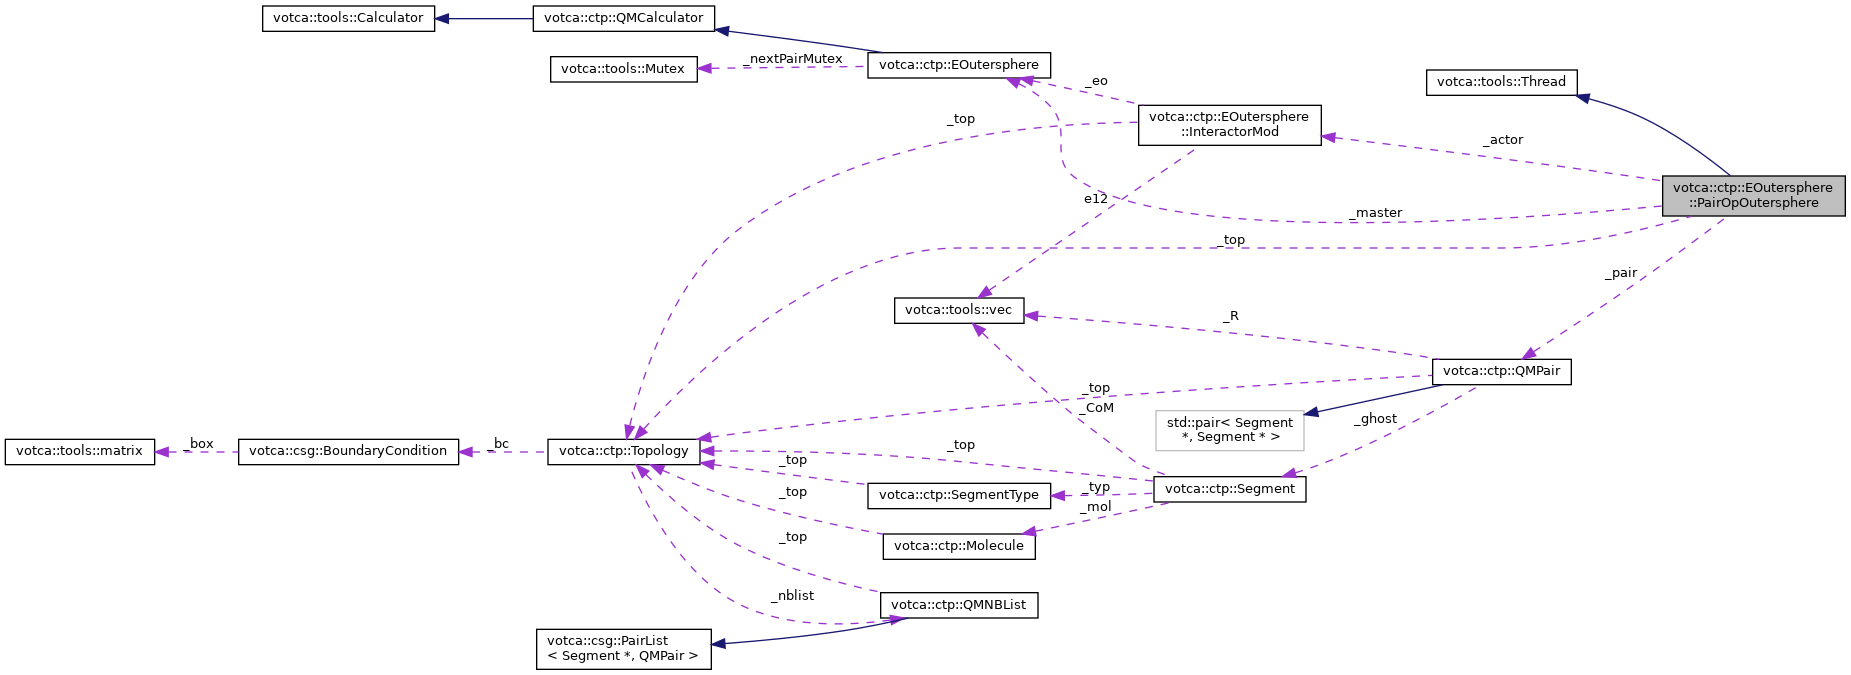 votca::tools::Calculator
votca::ctp::QMCalculator
_nextPairMutex
votca::ctp::EOutersphere
votca::tools::Mutex
_eo
votca::tools::Thread
_top
votca::ctp::EOutersphere
::InteractorMod
_actor
votca::ctp::EOutersphere
::PairOpOutersphere
e12
_master
_top
_pair
votca::tools::vec
_R
votca::ctp::QMPair
_top
_CoM
std::pair< Segment
*, Segment * >
_ghost
votca::tools::matrix
_box
votca::csg::BoundaryCondition
_bc
votca::ctp::Topology
_top
_top
_top
votca::ctp::SegmentType
_typ
votca::ctp::Segment
_mol
_top
votca::ctp::Molecule
_nblist
votca::ctp::QMNBList
votca::csg::PairList
< Segment *, QMPair >